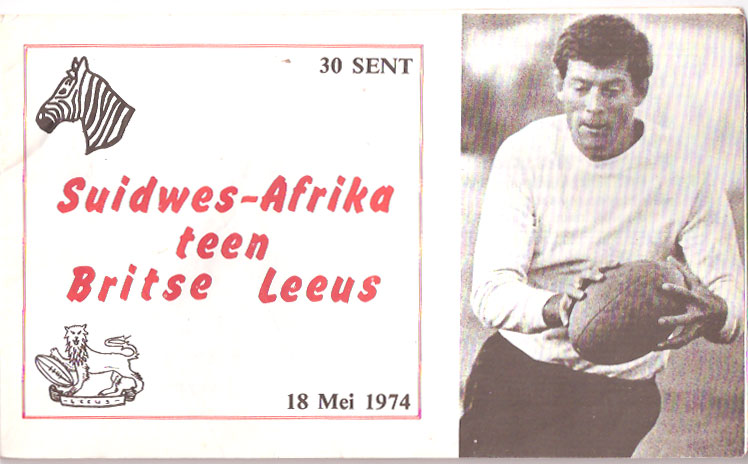 30 SENT
Suidwes-Afrika
teen
Britse Leeus
LEEUS
18 Mei 1974